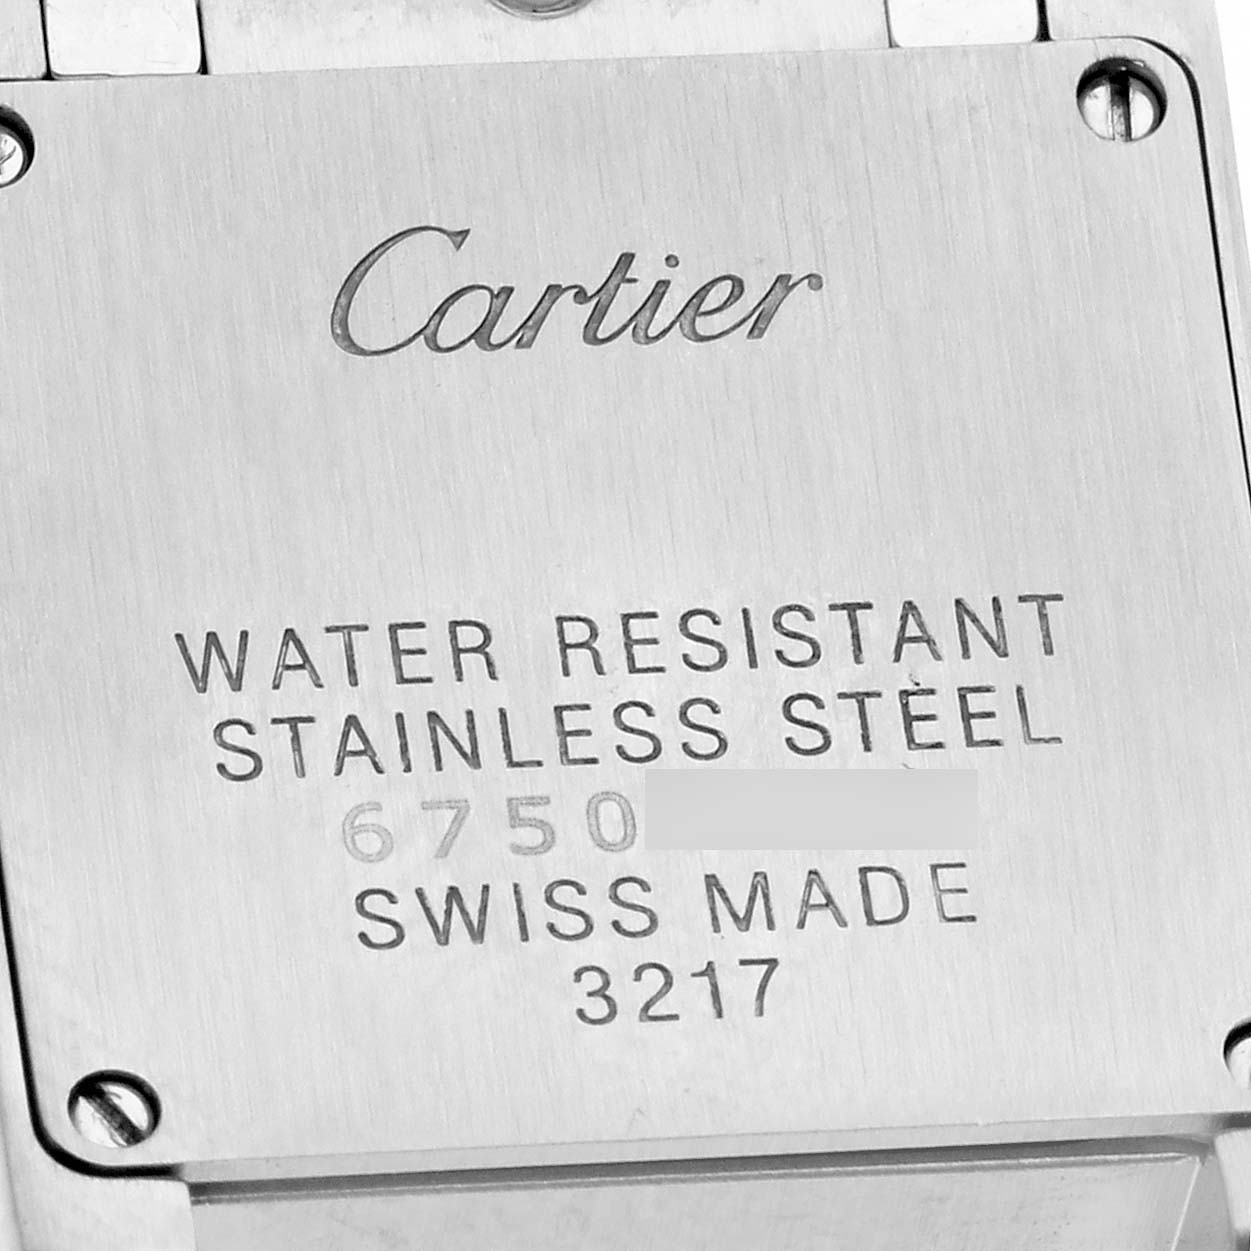 Cartier
WATER RESISTANT
STAINLESS STEEL
6750
SWISS MADE
3217